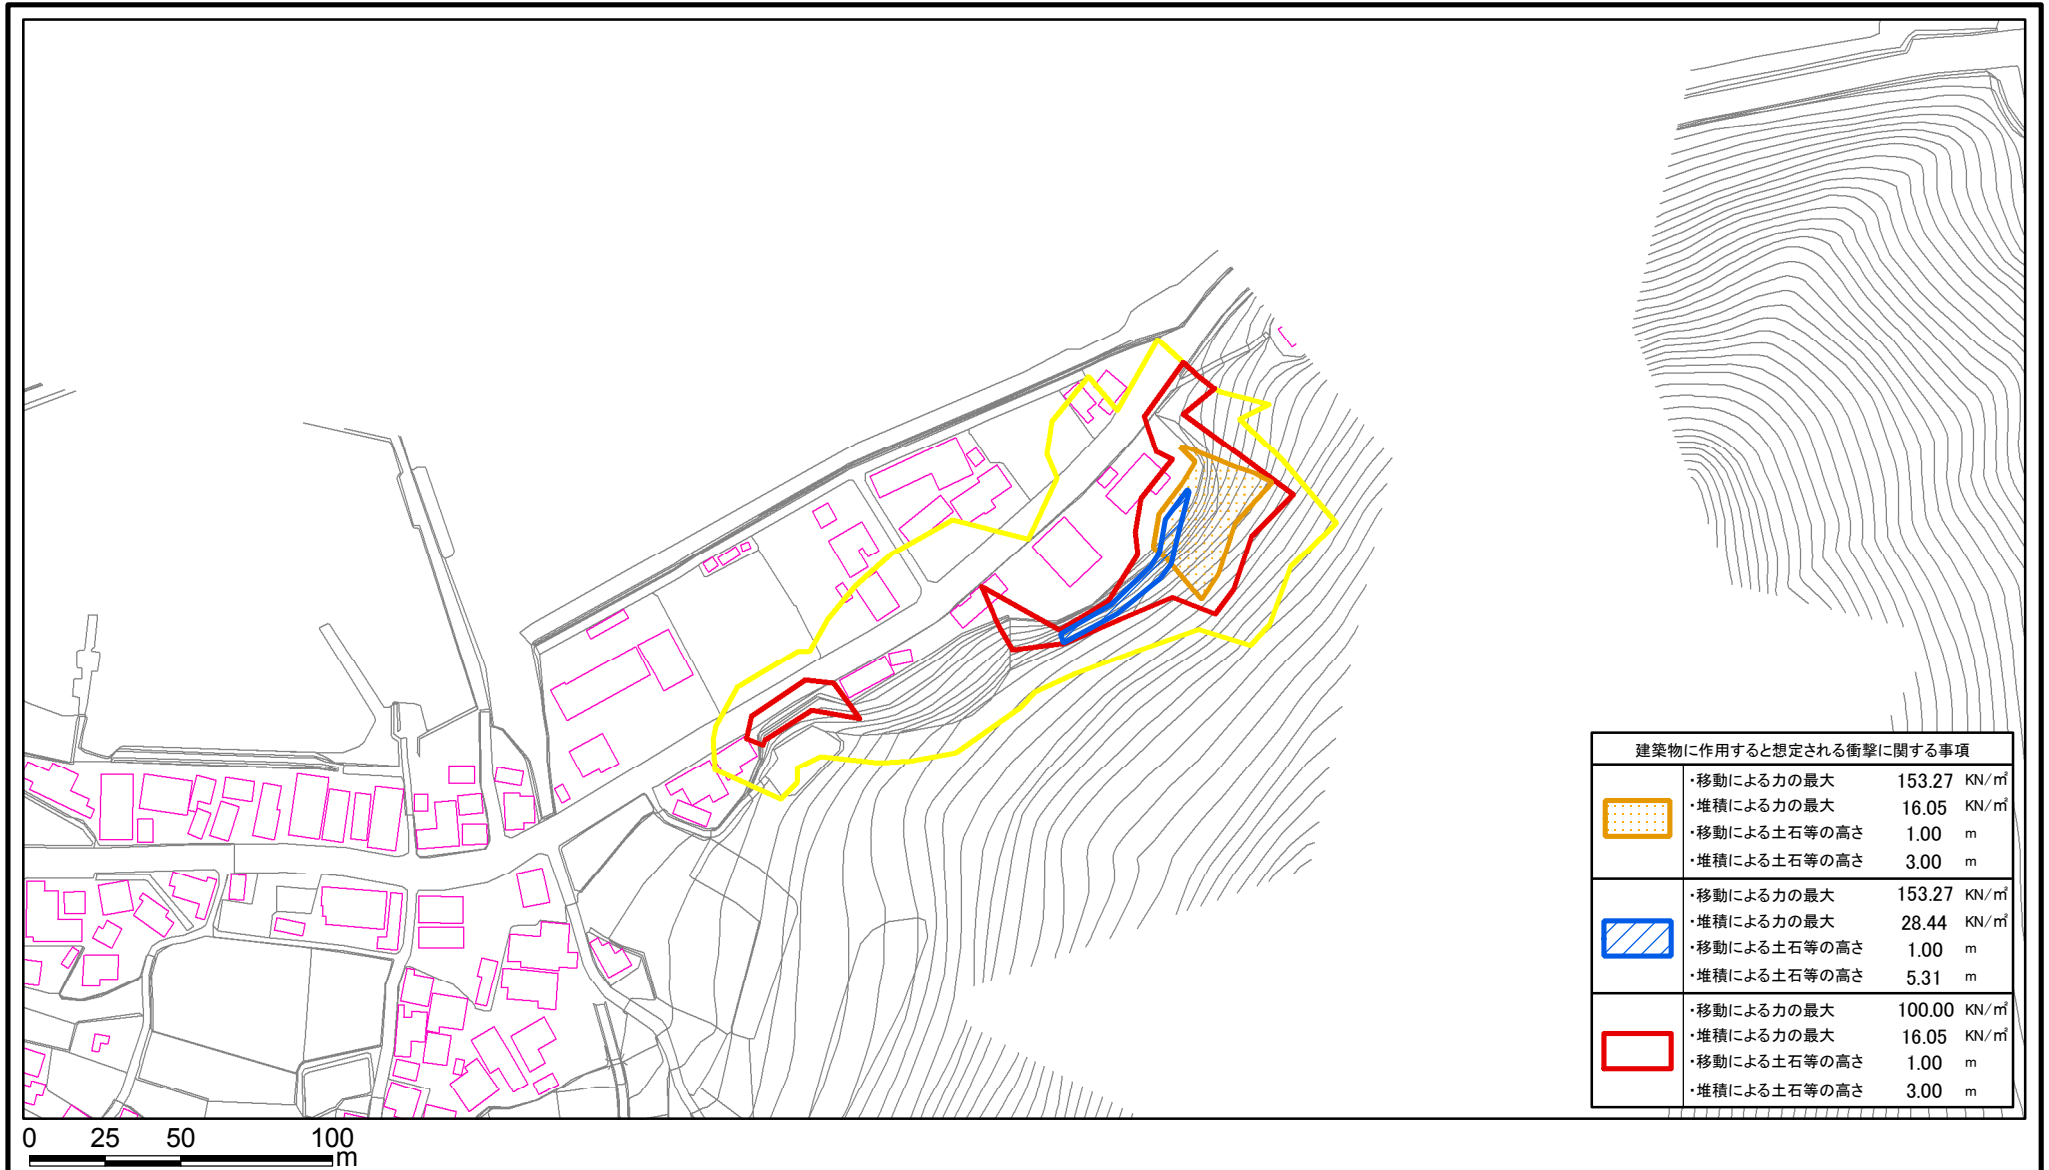 建築物に作用すると想定される衝撃に関する事項
・移動による力の最大 153.27 KN/㎡
・堆積による力の最大 16.05 KN/㎡
・移動による土石等の高さ 1.00 m
・堆積による土石等の高さ 3.00 m
・移動による力の最大 153.27 KN/㎡
・堆積による力の最大 28.44 KN/㎡
・移動による土石等の高さ 1.00 m
・堆積による土石等の高さ 5.31 m
・移動による力の最大 100.00 KN/㎡
・堆積による力の最大 16.05 KN/㎡
・移動による土石等の高さ 1.00 m
・堆積による土石等の高さ 3.00 m
0 25 50 100
m